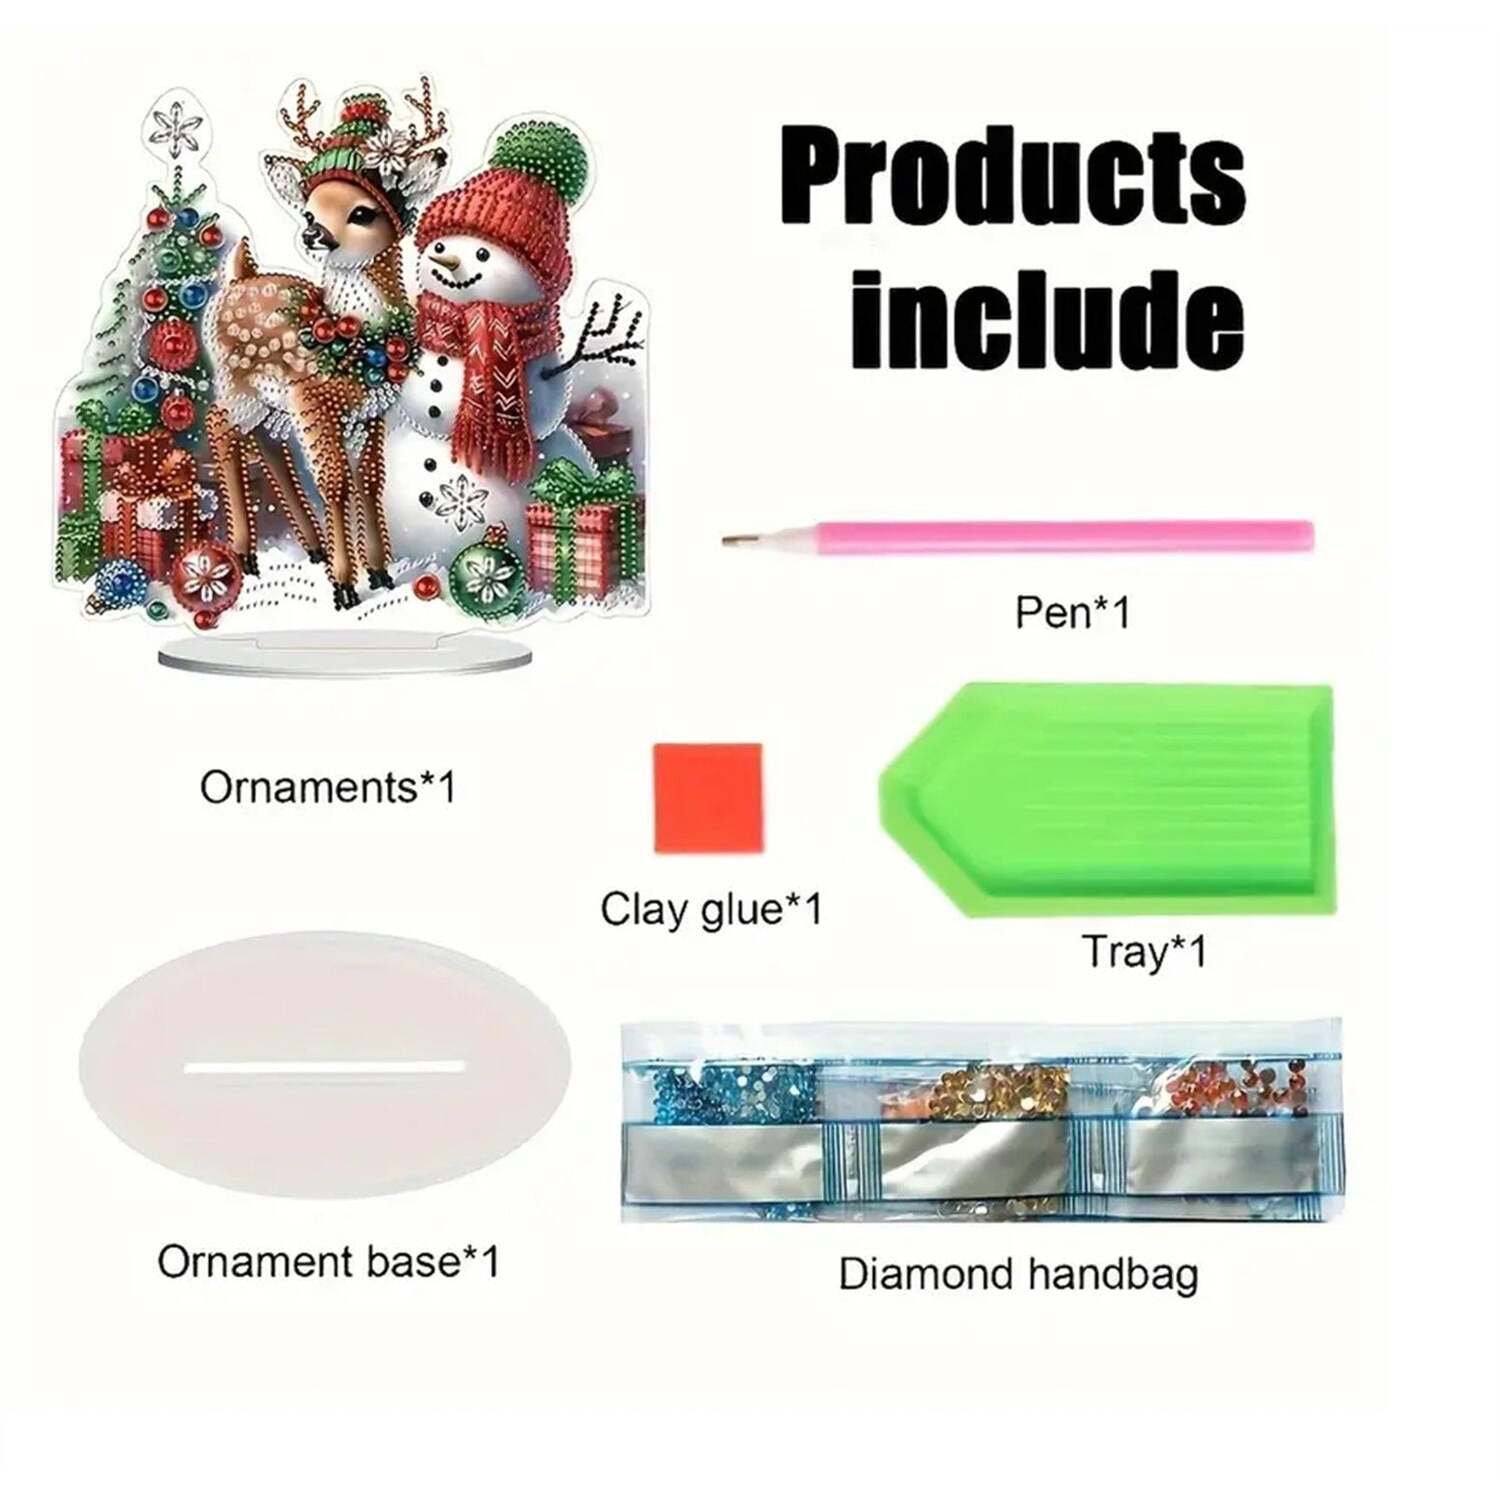 Products
include
Pen*1
Ornaments*1
Clay glue*1
Tray*1
Ornament base*1
Diamond handbag